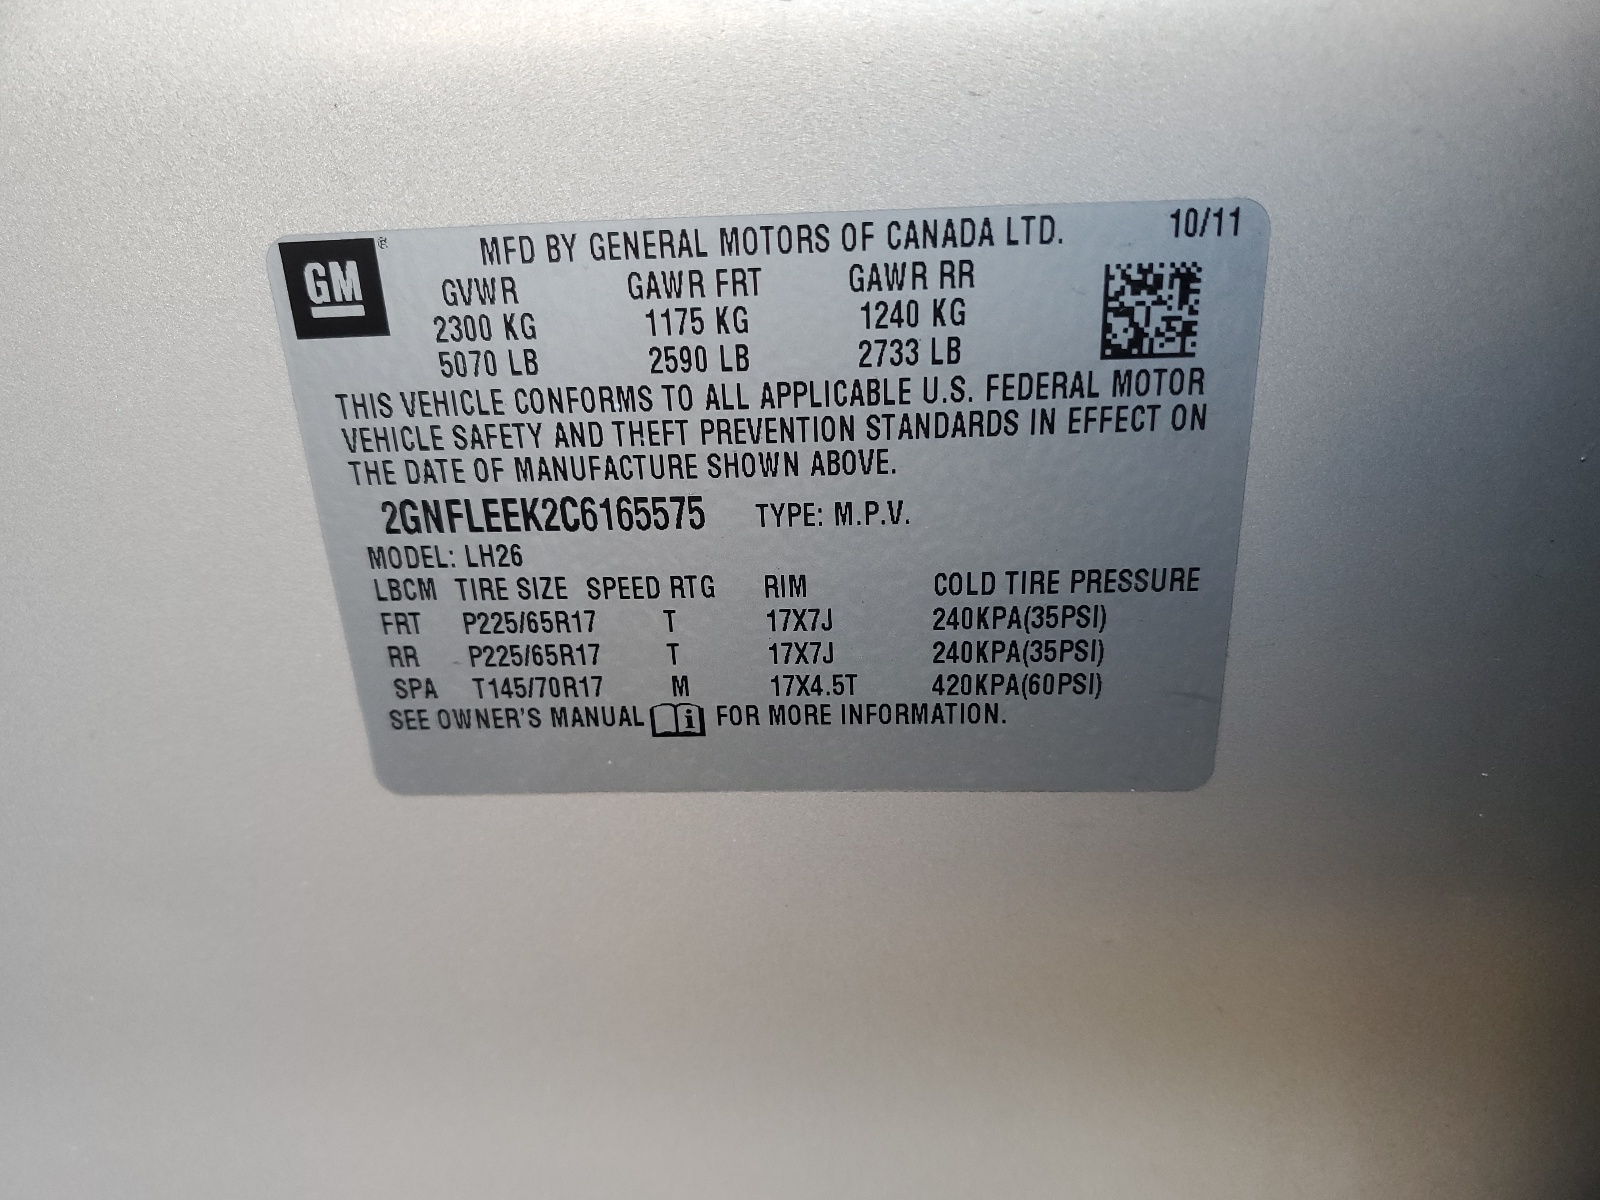 GM ®
MFD BY GENERAL MOTORS OF CANADA LTD. 10/11
GVWR GAWR FRT GAWR RR
2300 KG 1175 KG 1240 KG
5070 LB 2590 LB 2733 LB
THIS VEHICLE CONFORMS TO ALL APPLICABLE U.S. FEDERAL MOTOR
VEHICLE SAFETY AND THEFT PREVENTION STANDARDS IN EFFECT ON
THE DATE OF MANUFACTURE SHOWN ABOVE.
2GNFLEEK2C6165575 TYPE: M.P.V.
MODEL: LH26
LBCM TIRE SIZE SPEED RTG RIM COLD TIRE PRESSURE
FRT P225/65R17 T 17X7J 240KPA(35PSI)
RR P225/65R17 T 17X7J 240KPA(35PSI)
SPA T145/70R17 M 17X4.5T 420KPA(60PSI)
SEE OWNER'S MANUAL i FOR MORE INFORMATION.